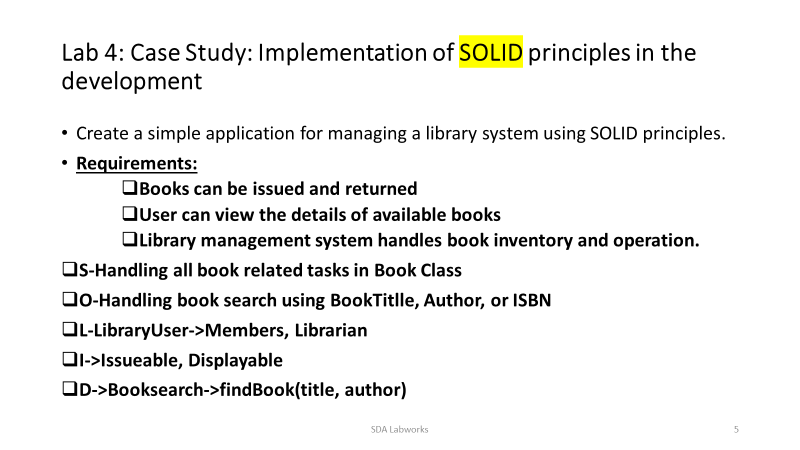 Lab 4: Case Study: Implementation of SOLID principles in the
development
• Create a simple application for managing a library system using SOLID principles.
• Requirements:
❑Books can be issued and returned
❑User can view the details of available books
❑Library management system handles book inventory and operation.
❑S-Handling all book related tasks in Book Class
❑O-Handling book search using BookTitlle, Author, or ISBN
❑L-LibraryUser->Members, Librarian
❑I->Issueable, Displayable
❑D->Booksearch->findBook(title, author)
SDA Labworks
5